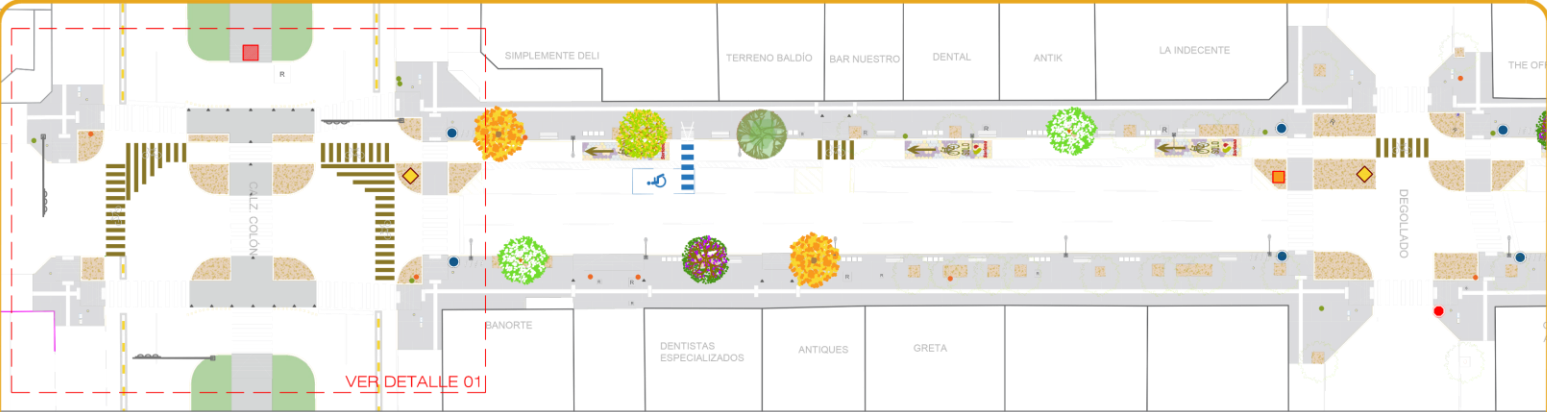 SIMPLEMENTE DELI
TERRENO BALDÍO
BAR NUESTRO
DENTAL
ANTIK
LA INDECENTE
THE OF
R
CALZ. COLÓN
DEGOLLADO
BANORTE
DENTISTAS
ESPECIALIZADOS
ANTIQUES
GRETA
VER DETALLE 01